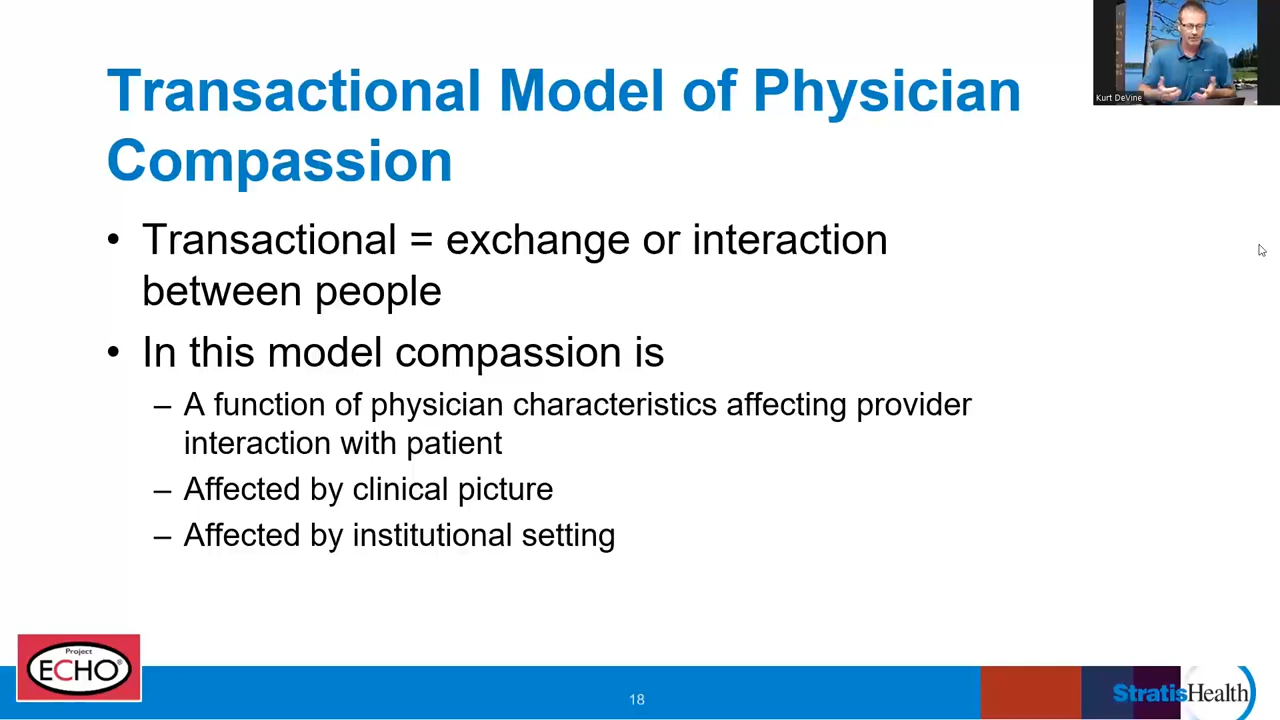 Transactional Model of Physician
Compassion
• Transactional = exchange or interaction
between people
• In this model compassion is
– A function of physician characteristics affecting provider
interaction with patient
– Affected by clinical picture
– Affected by institutional setting
Kurt DeVine
Project
ECHO®
18
StratisHealth